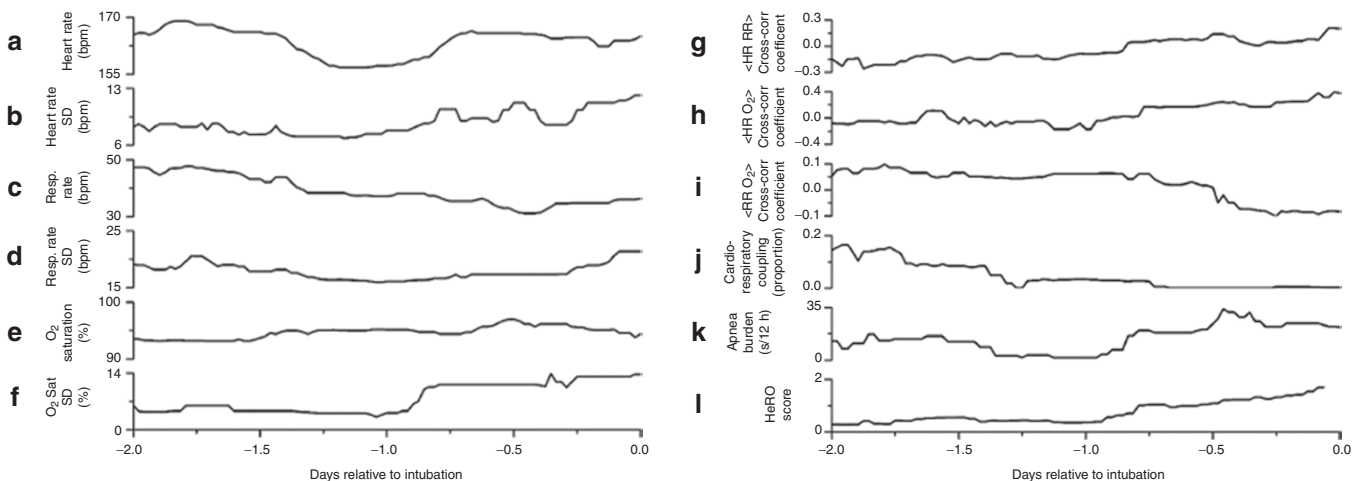 a
Heart rate
(bpm)
170
155
b
Heart rate
SD
(bpm)
13
6
c
Resp.
rate
(bpm)
50
30
d
Resp. rate
SD
(bpm)
25
15
e
O2
saturation
(%)
100
90
f
O2 Sat
SD
(%)
14
0
−2.0
−1.5
−1.0
−0.5
0.0
Days relative to intubation
g
<HR RR>
Cross-corr
coefficient
0.3
0.0
−0.3
h
<HR O2>
Cross-corr
coefficient
0.4
0.0
−0.4
i
<RR O2>
Cross-corr
coefficient
0.1
0.0
−0.1
j
Cardio-
respiratory
coupling
(proportion)
0.2
0.0
k
Apnea
burden
(s/12 h)
35
0
l
HeRO
score
2
0
−2.0
−1.5
−1.0
−0.5
0.0
Days relative to intubation